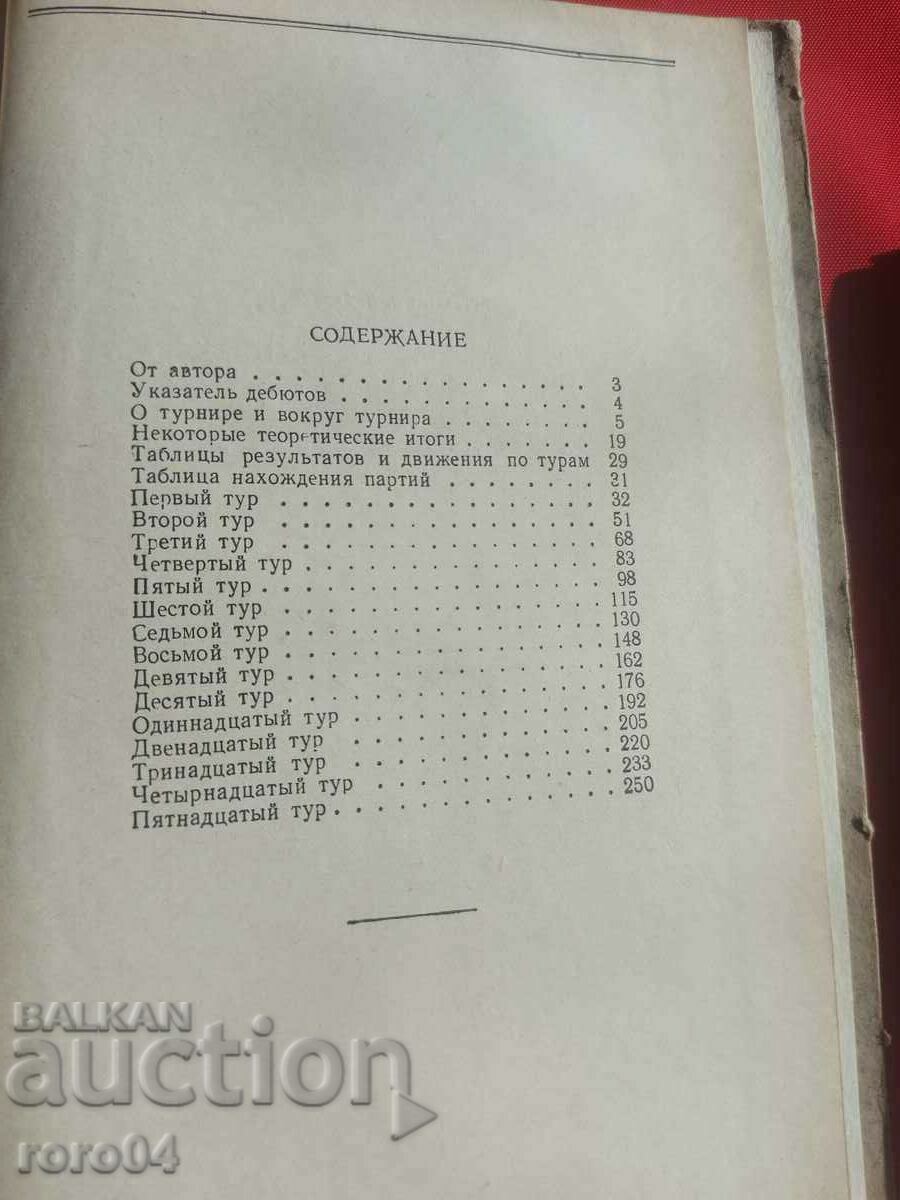 СОДЕРЖАНИЕ
От автора . . . . . . . . . . . . . . . . 3
Указатель дебютов . . . . . . . . . . . . 4
О турнире и вокруг турнира . . . . . . . . 5
Некоторые теоретические итоги . . . . . . . 19
Таблицы результатов и движения по турам 29
Таблица нахождения партий . . . . . . . . 31
Первый тур . . . . . . . . . . . . . . . 32
Второй тур . . . . . . . . . . . . . . . 51
Третий тур . . . . . . . . . . . . . . . 68
Четвертый тур . . . . . . . . . . . . . . 83
Пятый тур . . . . . . . . . . . . . . . . 98
Шестой тур . . . . . . . . . . . . . . . 115
Седьмой тур . . . . . . . . . . . . . . . 130
Восьмой тур . . . . . . . . . . . . . . . 148
Девятый тур . . . . . . . . . . . . . . . 162
Десятый тур . . . . . . . . . . . . . . . 176
Одиннадцатый тур . . . . . . . . . . . . 192
Двенадцатый тур . . . . . . . . . . . . . 205
Тринадцатый тур . . . . . . . . . . . . . 220
Четырнадцатый тур . . . . . . . . . . . . 233
Пятнадцатый тур . . . . . . . . . . . . . 250
BALKAN
auction
roro04